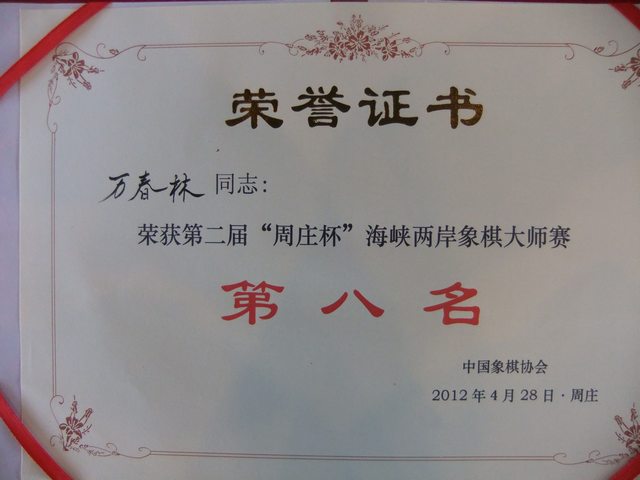 荣誉证书
万春林 同志：
荣获第二届“周庄杯”海峡两岸象棋大师赛
第八名
中国象棋协会
2012年4月28日·周庄